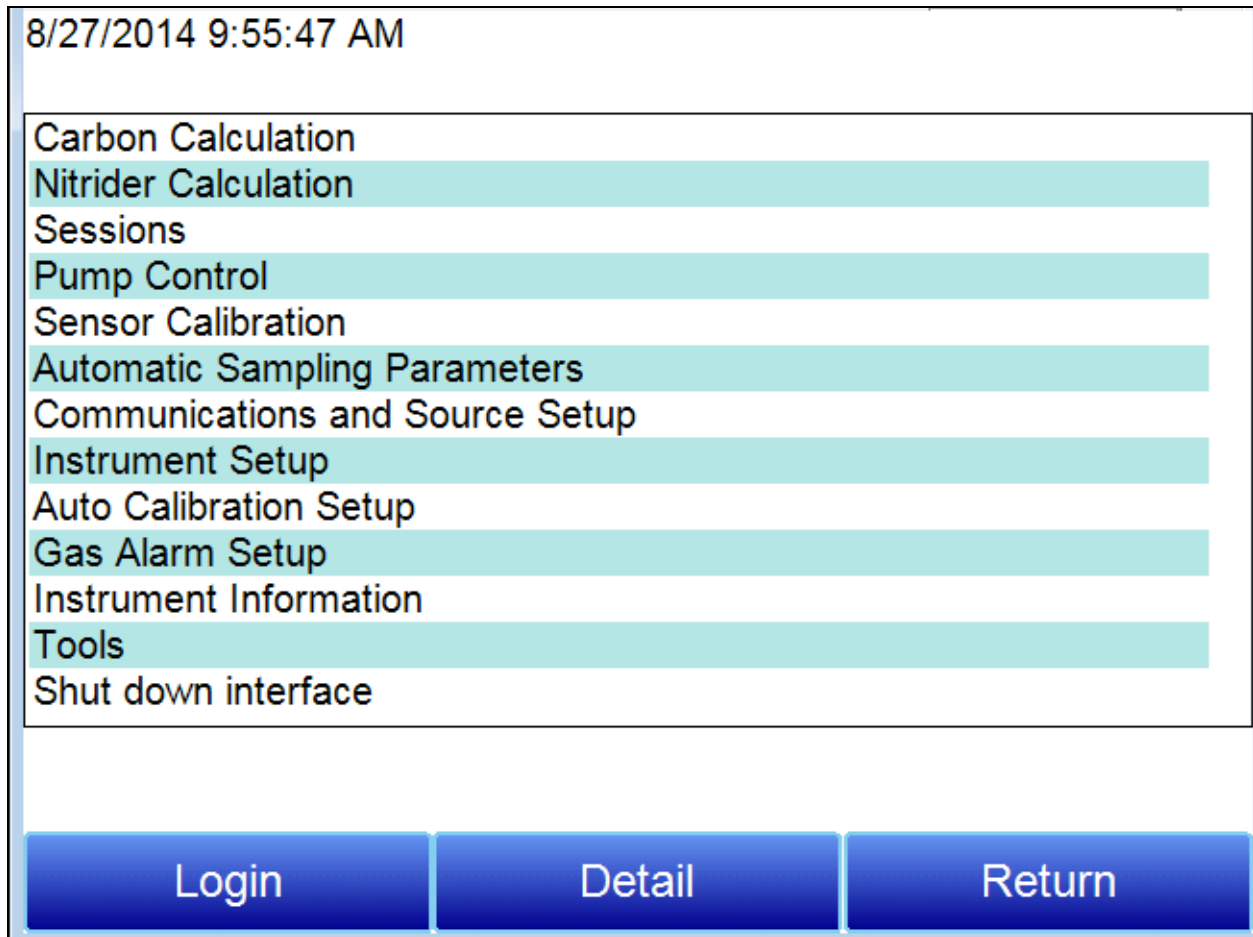 8/27/2014 9:55:47 AM
Carbon Calculation
Nitrider Calculation
Sessions
Pump Control
Sensor Calibration
Automatic Sampling Parameters
Communications and Source Setup
Instrument Setup
Auto Calibration Setup
Gas Alarm Setup
Instrument Information
Tools
Shut down interface
Login Detail Return